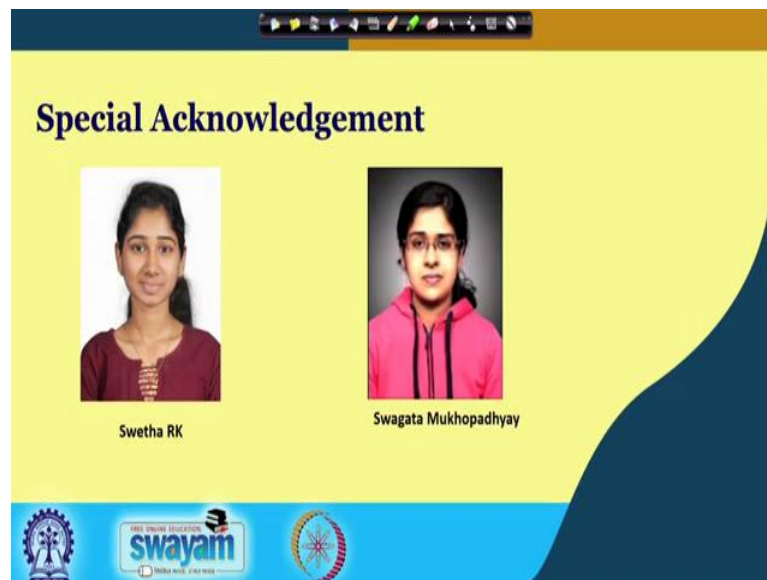 Special Acknowledgement
Swetha RK
Swagata Mukhopadhyay
FREE ONLINE EDUCATION
swayam